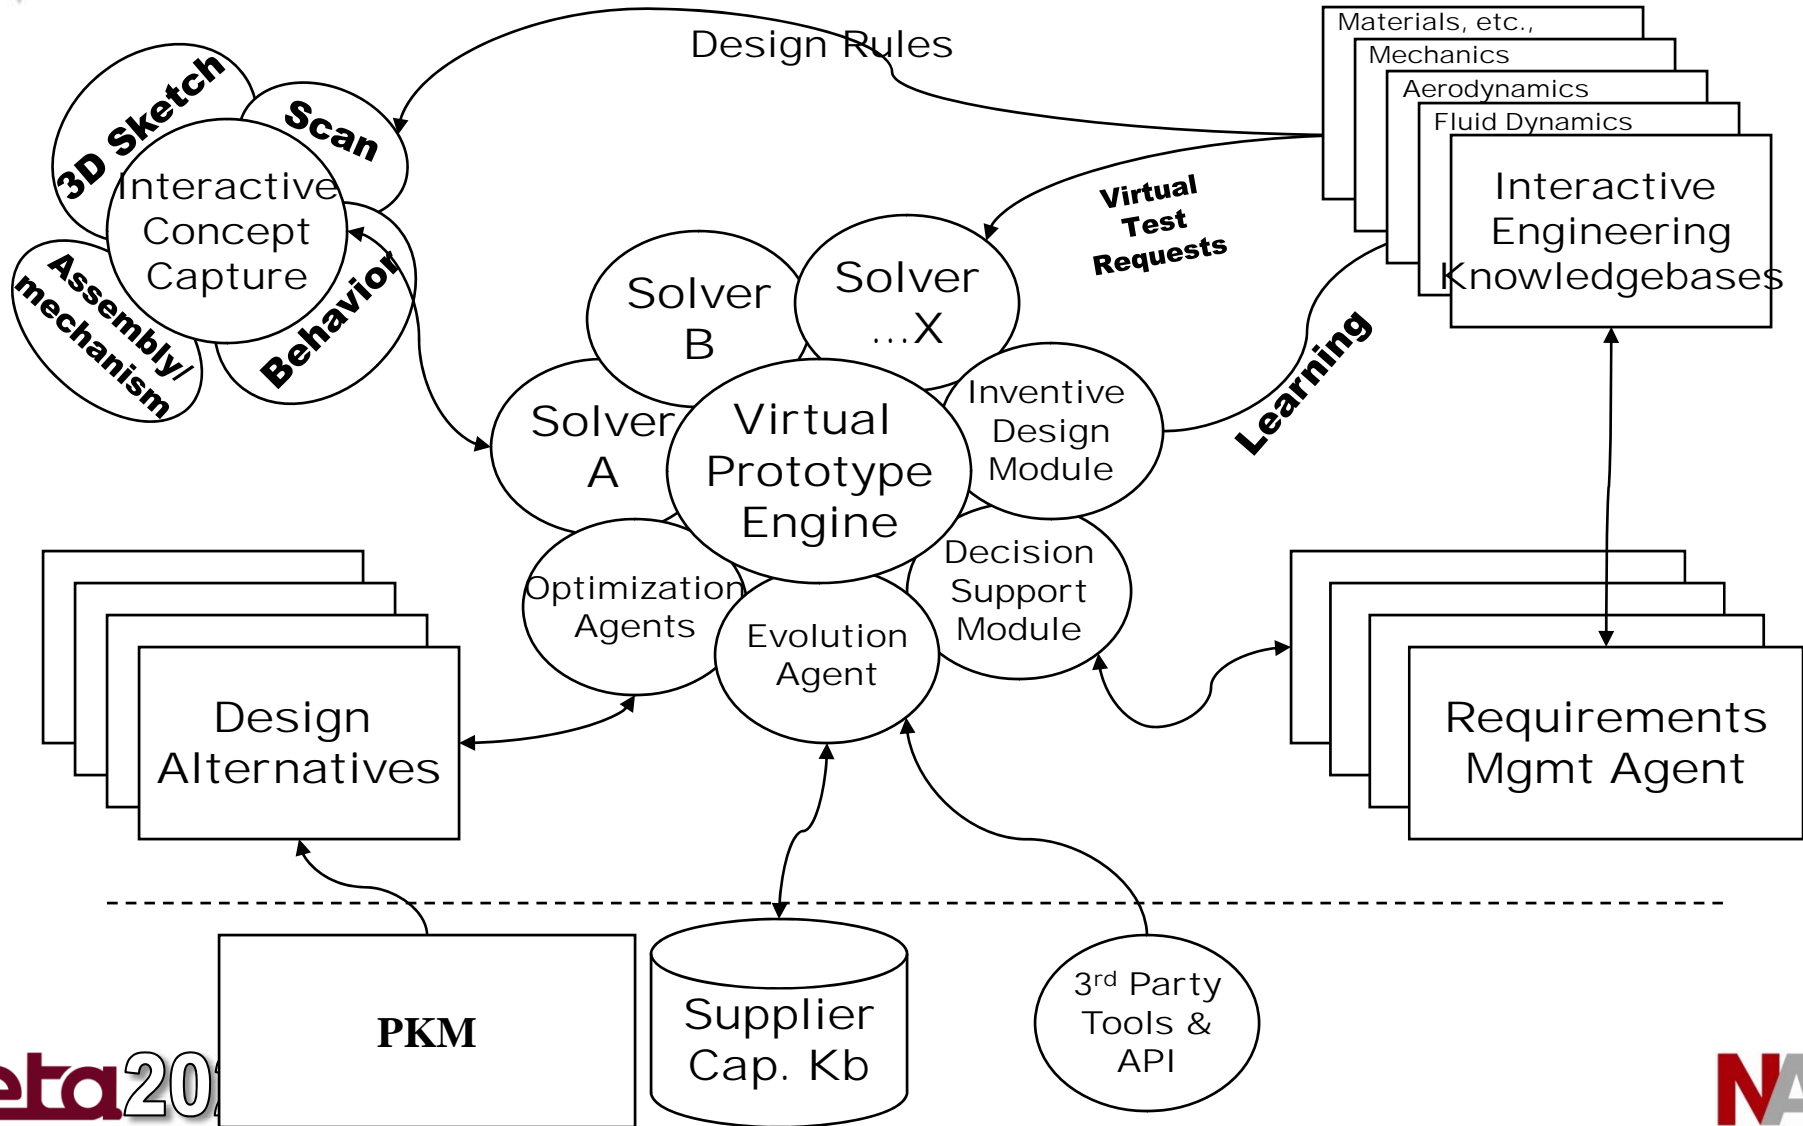 Design Rules
Materials, etc.,
Mechanics
Aerodynamics
Fluid Dynamics
Interactive
Engineering
Knowledgebases
3D Sketch
Scan
Interactive
Concept
Capture
Assembly/
mechanism
Behavior
Virtual
Test
Requests
Learning
Solver
B
Solver
...X
Solver
A
Virtual
Prototype
Engine
Inventive
Design
Module
Optimization
Agents
Evolution
Agent
Decision
Support
Module
Design
Alternatives
Requirements
Mgmt Agent
PKM
Supplier
Cap. Kb
3rd Party
Tools &
API